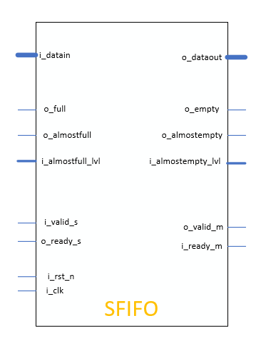 i_datain
o_dataout
o_full
o_empty
o_almostfull
o_almostempty
i_almostfull_lvl
i_almostempty_lvl
i_valid_s
o_valid_m
o_ready_s
i_ready_m
i_rst_n
i_clk
SFIFO